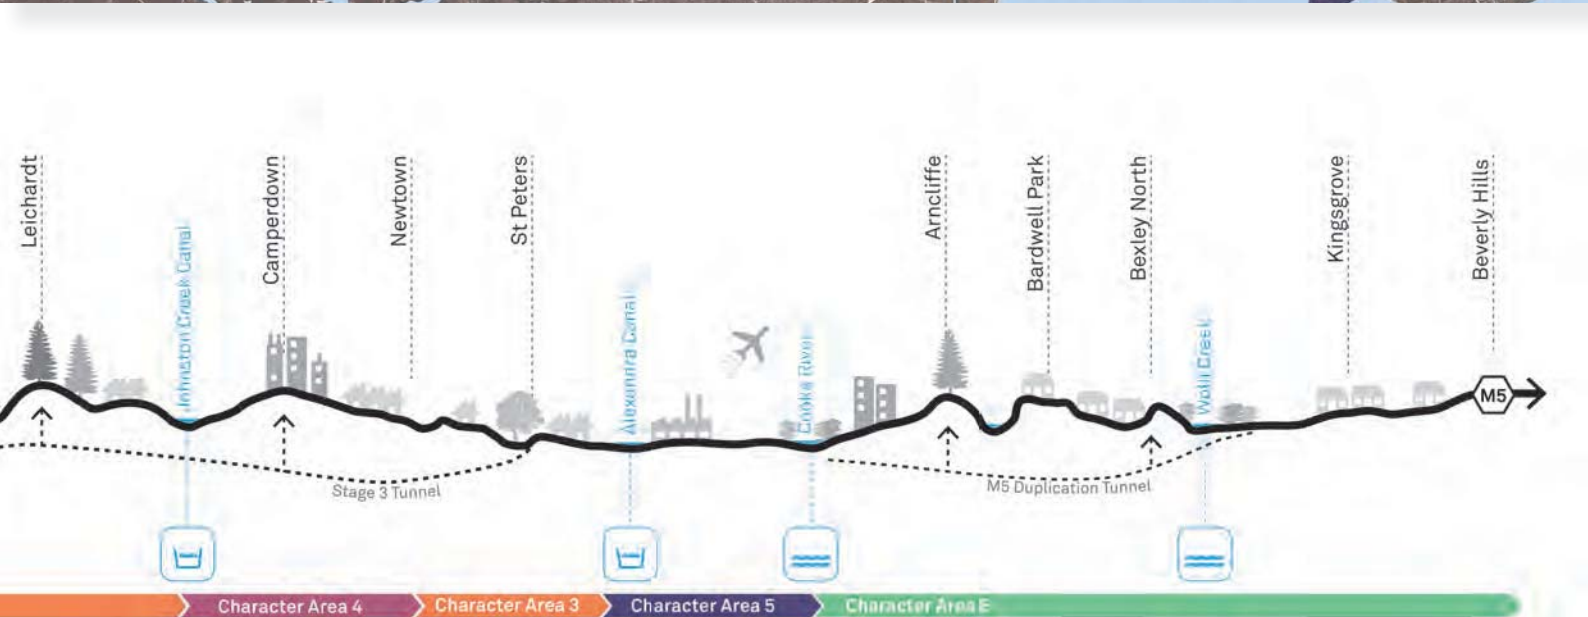 Leichardt
Johnston Creek Canal
Camperdown
Newtown
St Peters
Alexandra Canal
Cooks River
Arncliffe
Bardwell Park
Bexley North
Wolli Creek
Kingsgrove
Beverly Hills
M5
Stage 3 Tunnel
M5 Duplication Tunnel
Character Area 4
Character Area 3
Character Area 5
Character Area